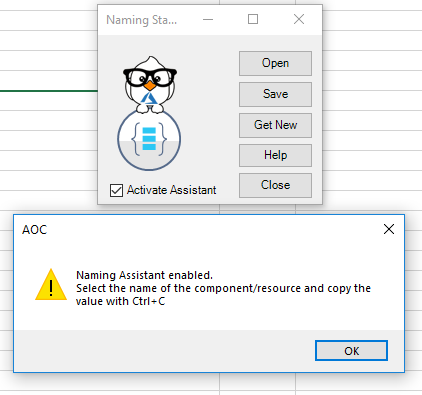 Naming Sta...
Open
Save
Get New
Help
Close
Activate Assistant
AOC
Naming Assistant enabled.
Select the name of the component/resource and copy the
value with Ctrl+C
OK